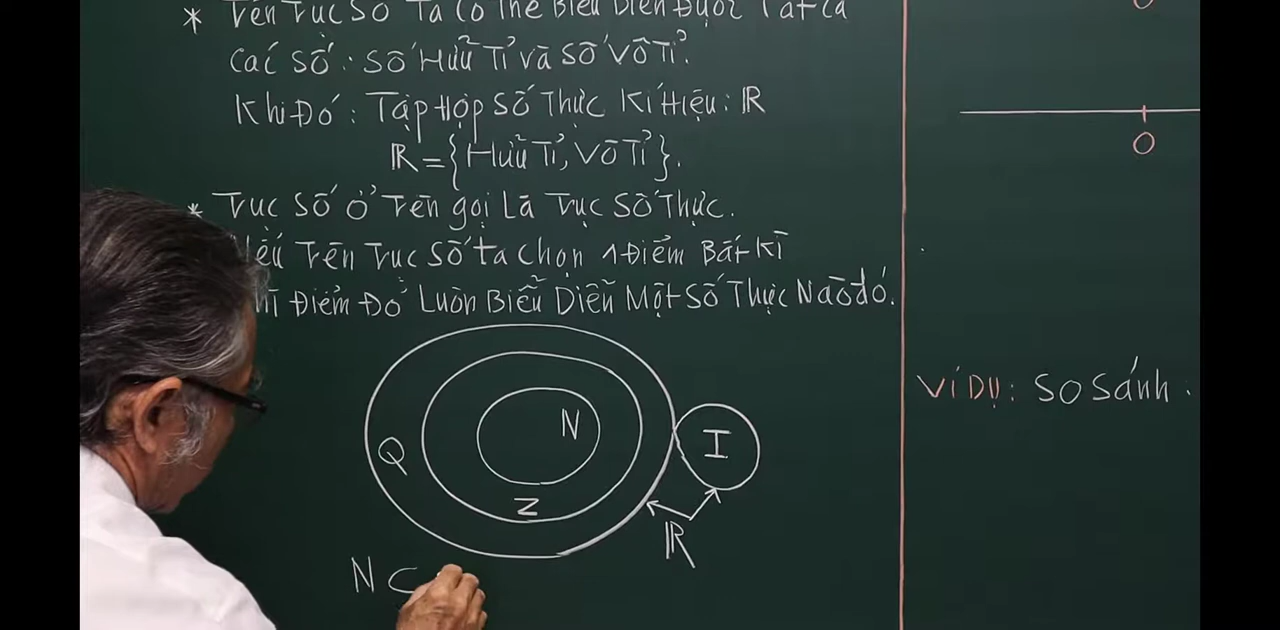 * Trên Trục Số Ta Có Thể Biểu Diễn Được Tất Cả
Các Số: Số Hữu Tỉ và Số Vô Tỉ.
Khi Đó: Tập Hợp Số Thực Kí Hiệu: ℝ
ℝ = {Hữu Tỉ, Vô Tỉ}.
* Trục Số Ở Trên gọi Là Trục Số Thực.
Trên Trục Số ta Chọn 1 Điểm Bất Kì
Điểm Đó Luôn Biểu Diễn Một Số Thực Nào đó.
N
Q
I
Z
ℝ
N ⊂
0
VÍ DỤ: So Sánh.